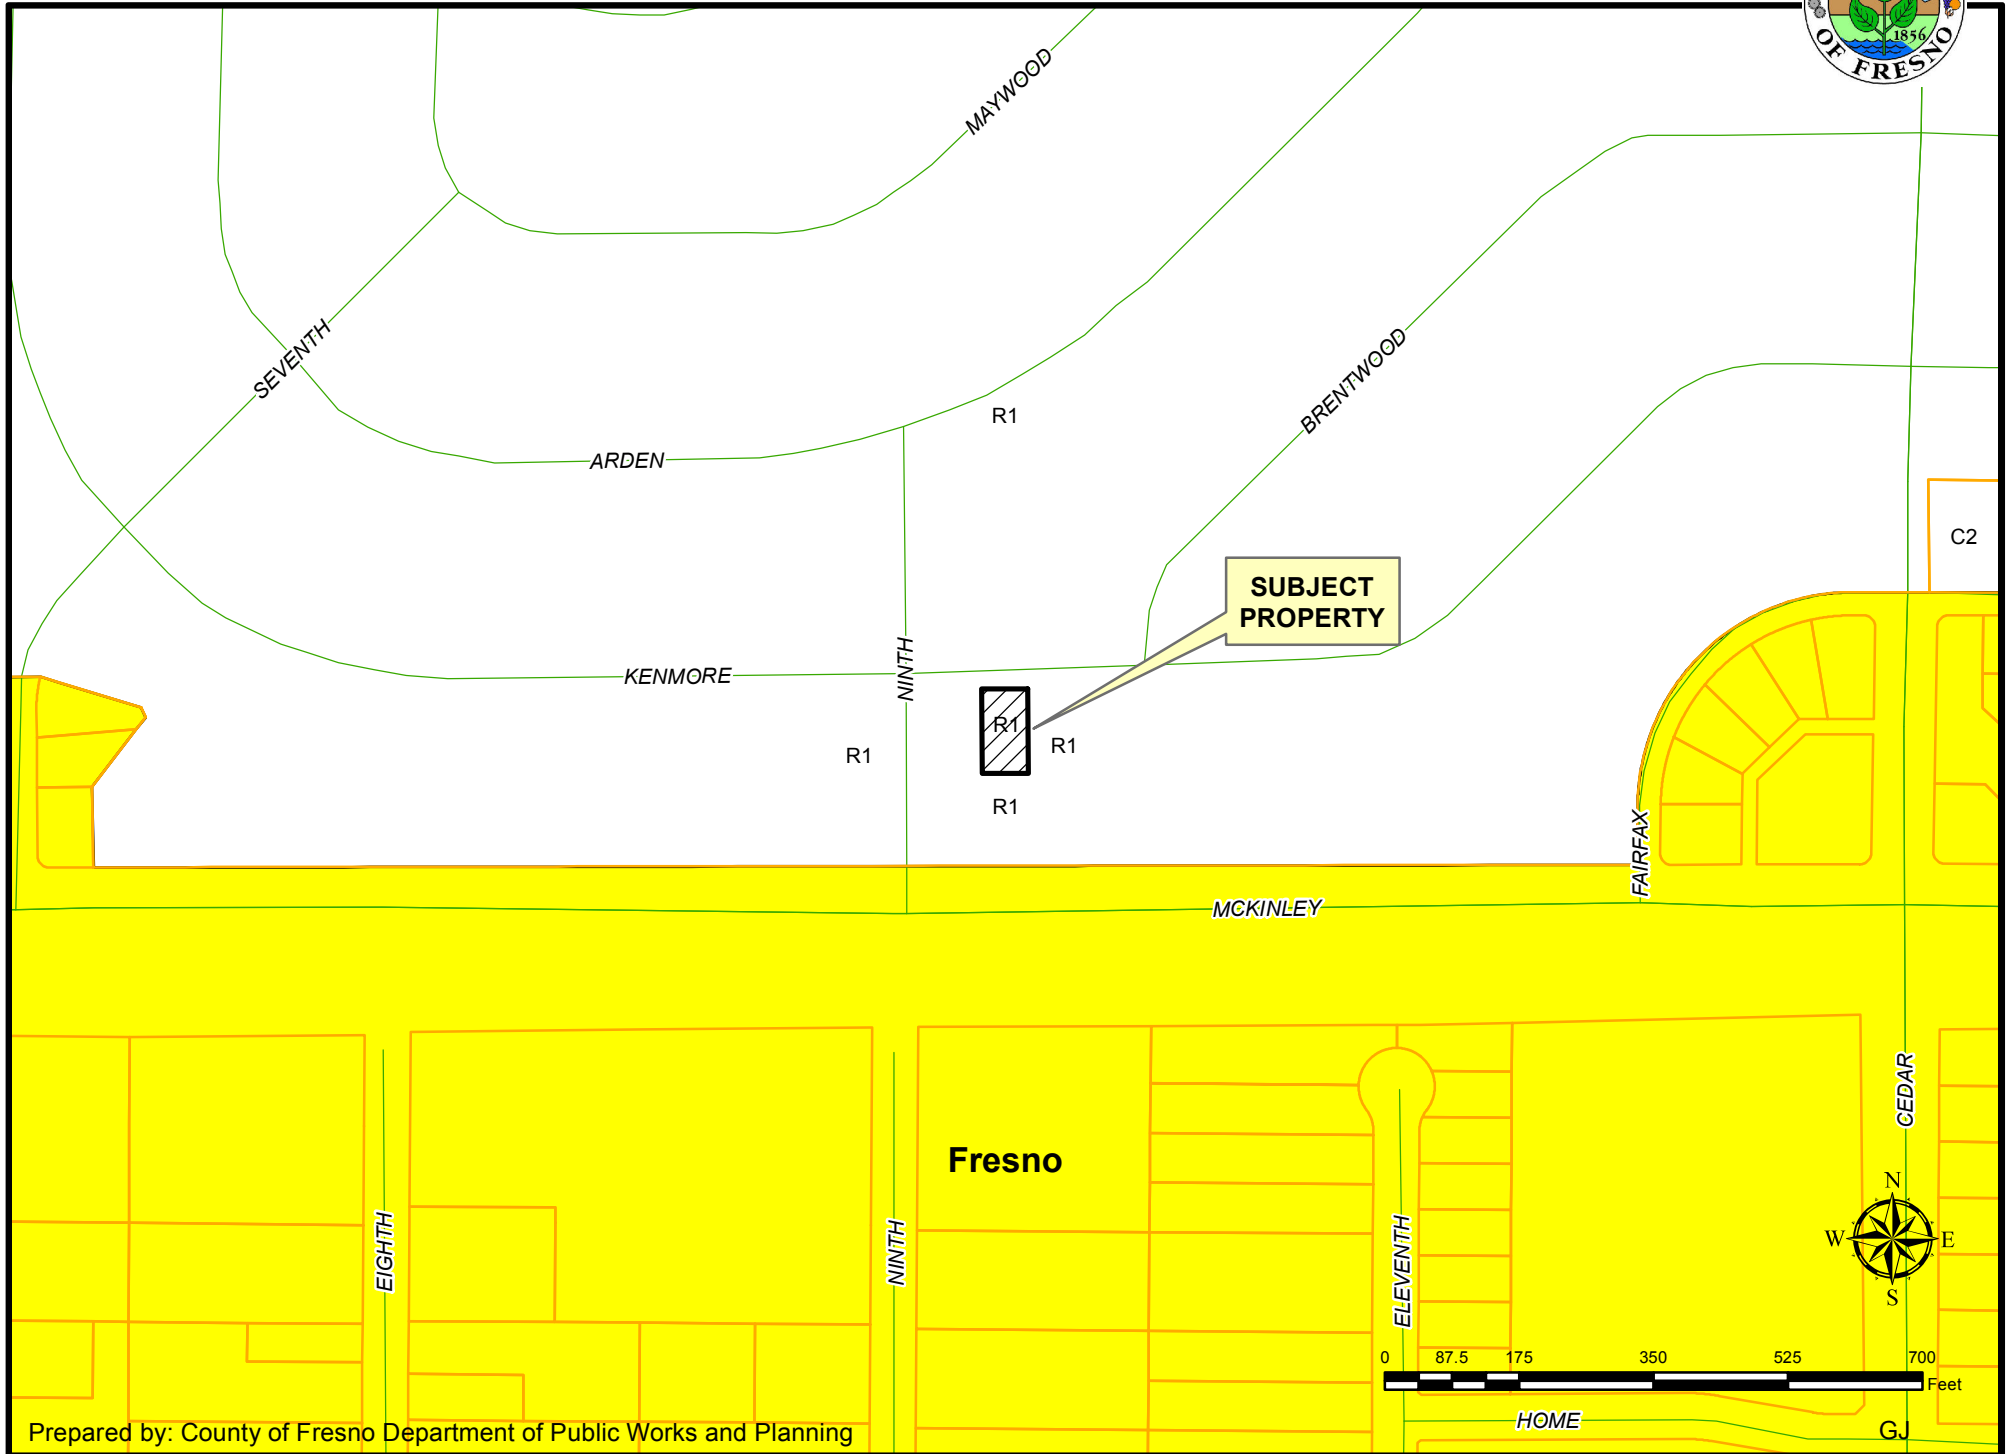 1856
OF FRESNO
MAYWOOD
SEVENTH
BRENTWOOD
R1
ARDEN
C2
SUBJECT
PROPERTY
NINTH
KENMORE
R1
R1
R1
R1
FAIRFAX
MCKINLEY
CEDAR
Fresno
N
W
E
S
EIGHTH
NINTH
ELEVENTH
0 87.5 175 350 525 700
Feet
HOME
GJ
Prepared by: County of Fresno Department of Public Works and Planning